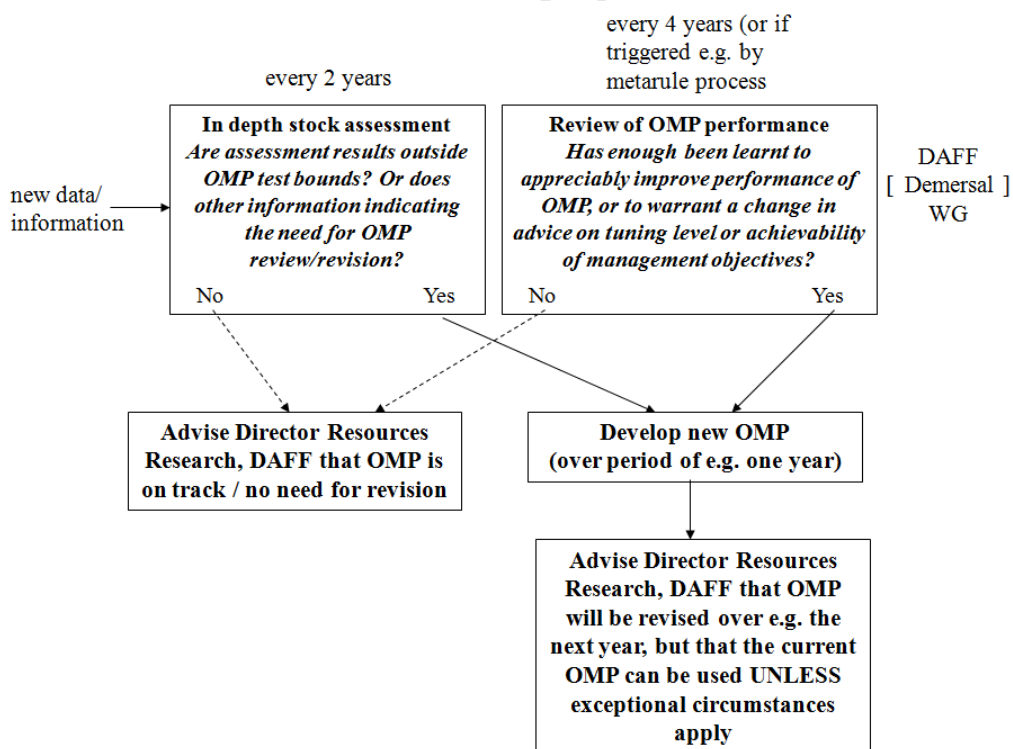 every 4 years (or if
triggered e.g. by
metarule process
every 2 years
In depth stock assessment
Are assessment results outside
OMP test bounds? Or does
other information indicating
the need for OMP
review/revision?
No
Yes
Review of OMP performance
Has enough been learnt to
appreciably improve performance of
OMP, or to warrant a change in
advice on tuning level or achievability
of management objectives?
No
Yes
new data/
information
DAFF
[ Demersal ]
WG
Advise Director Resources
Research, DAFF that OMP is
on track / no need for revision
Develop new OMP
(over period of e.g. one year)
Advise Director Resources
Research, DAFF that OMP
will be revised over e.g. the
next year, but that the current
OMP can be used UNLESS
exceptional circumstances
apply